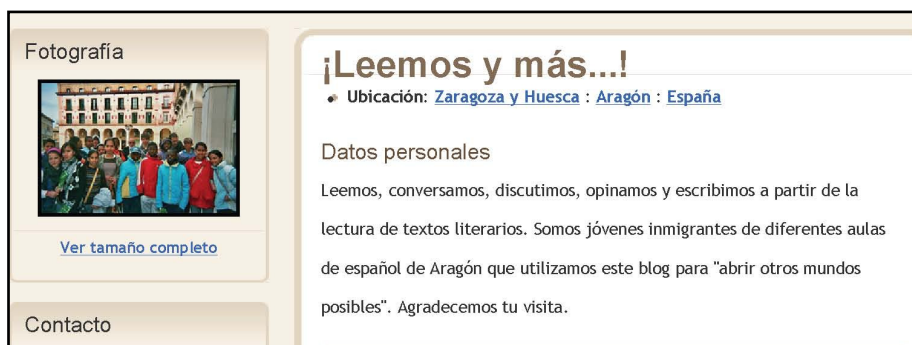 Fotografía
Ver tamaño completo
Contacto
¡Leemos y más...!
Ubicación: Zaragoza y Huesca : Aragón : España
Datos personales
Leemos, conversamos, discutimos, opinamos y escribimos a partir de la
lectura de textos literarios. Somos jóvenes inmigrantes de diferentes aulas
de español de Aragón que utilizamos este blog para "abrir otros mundos
posibles". Agradecemos tu visita.